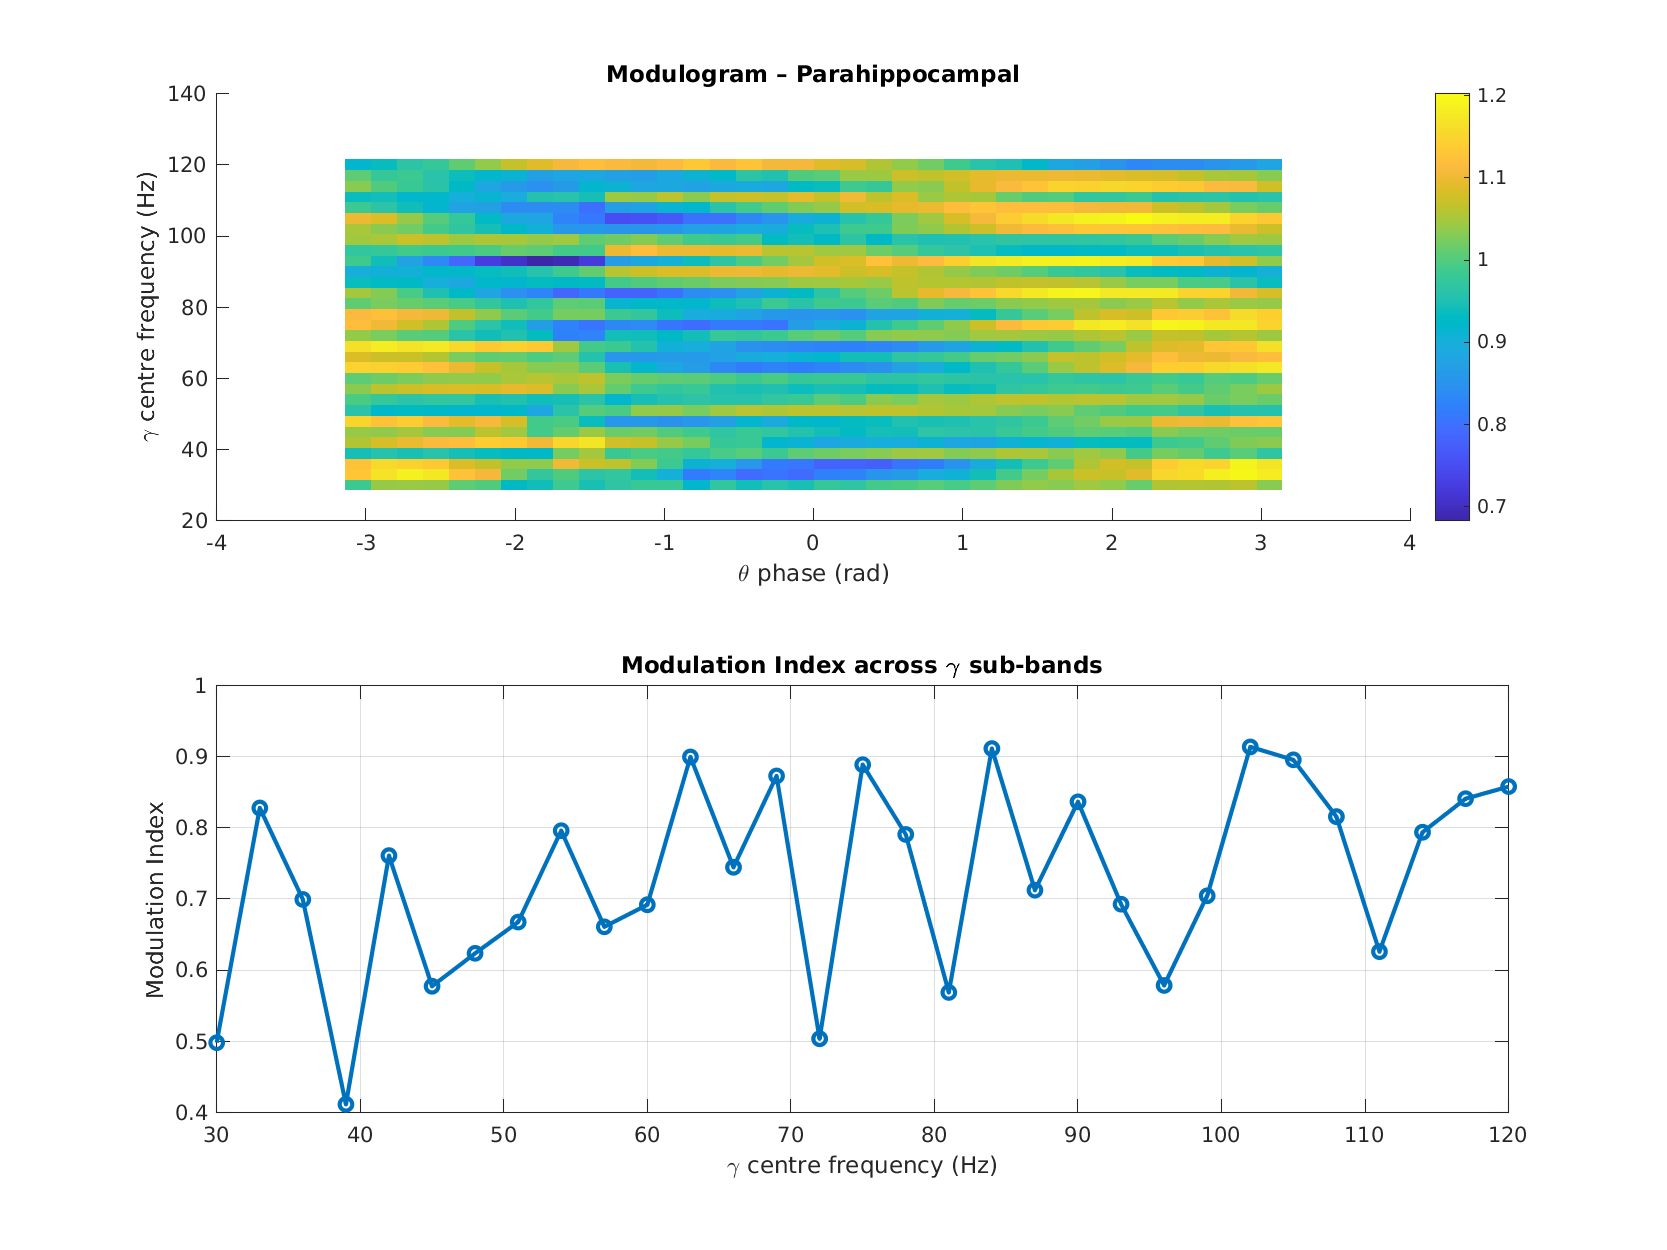 Modulogram – Parahippocampal
γ centre frequency (Hz)
140
120
100
80
60
40
20
-4 -3 -2 -1 0 1 2 3 4
θ phase (rad)
1.2
1.1
1
0.9
0.8
0.7
Modulation Index across γ sub-bands
Modulation Index
1
0.9
0.8
0.7
0.6
0.5
0.4
30 40 50 60 70 80 90 100 110 120
γ centre frequency (Hz)